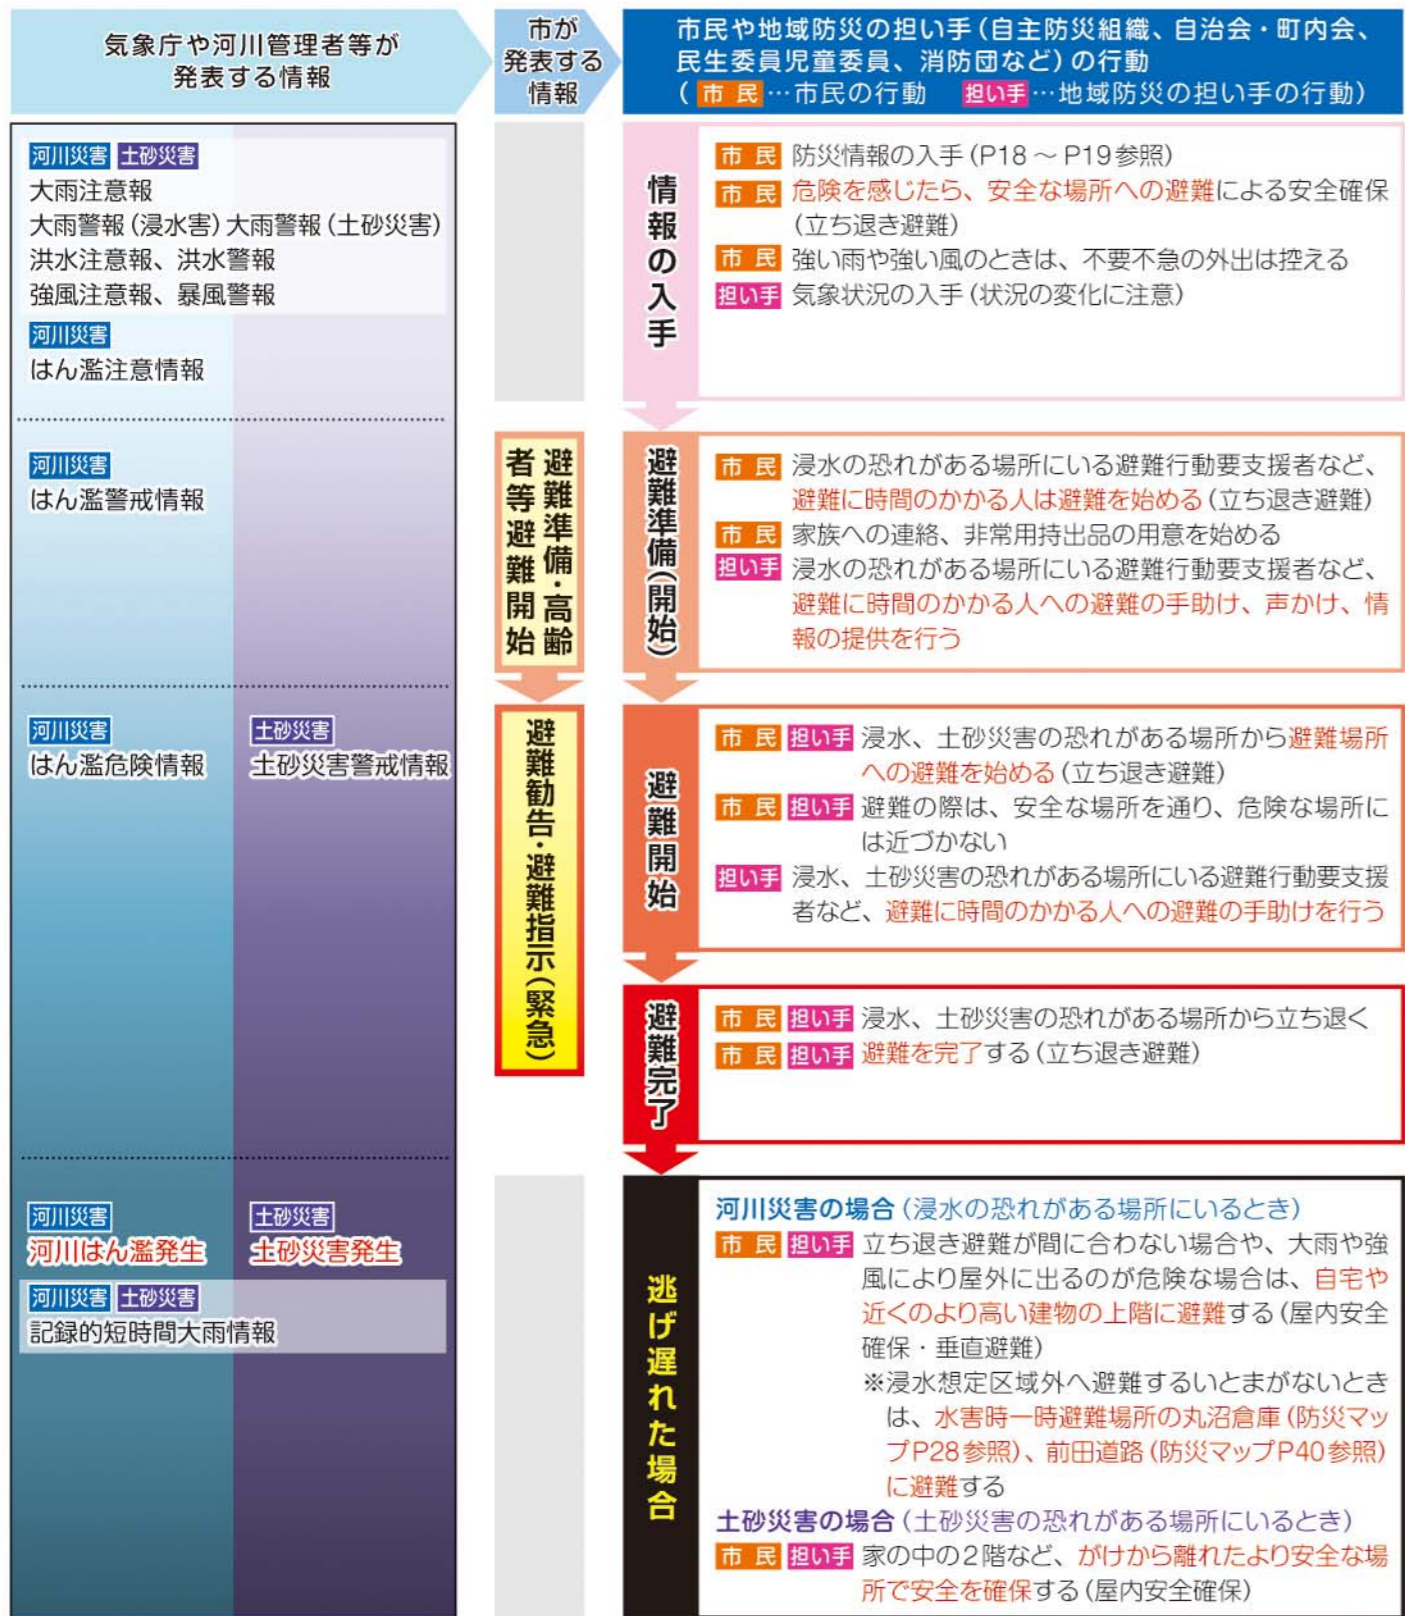 気象庁や河川管理者等が
発表する情報
市が
発表する
情報
市民や地域防災の担い手（自主防災組織、自治会・町内会、
民生委員児童委員、消防団など）の行動
（ 市 民 …市民の行動 担い手 …地域防災の担い手の行動）
河川災害 土砂災害
大雨注意報
大雨警報（浸水害）大雨警報（土砂災害）
洪水注意報、洪水警報
強風注意報、暴風警報
河川災害
はん濫注意情報
情報の入手
市 民 防災情報の入手（P18 ～ P19参照）
市 民 危険を感じたら、安全な場所への避難による安全確保
（立ち退き避難）
市 民 強い雨や強い風のときは、不要不急の外出は控える
担い手 気象状況の入手（状況の変化に注意）
河川災害
はん濫警戒情報
避難準備・高齢
者等避難開始
避難準備（開始）
市 民 浸水の恐れがある場所にいる避難行動要支援者など、
避難に時間のかかる人は避難を始める（立ち退き避難）
市 民 家族への連絡、非常用持出品の用意を始める
担い手 浸水の恐れがある場所にいる避難行動要支援者など、
避難に時間のかかる人への避難の手助け、声かけ、情
報の提供を行う
河川災害
はん濫危険情報
土砂災害
土砂災害警戒情報
避難勧告・避難指示（緊急）
避難開始
市 民 担い手 浸水、土砂災害の恐れがある場所から避難場所
への避難を始める（立ち退き避難）
市 民 担い手 避難の際は、安全な場所を通り、危険な場所に
は近づかない
担い手 浸水、土砂災害の恐れがある場所にいる避難行動要支援
者など、避難に時間のかかる人への避難の手助けを行う
避難完了
市 民 担い手 浸水、土砂災害の恐れがある場所から立ち退く
市 民 担い手 避難を完了する（立ち退き避難）
河川災害
河川はん濫発生
土砂災害
土砂災害発生
河川災害 土砂災害
記録的短時間大雨情報
逃げ遅れた場合
河川災害の場合（浸水の恐れがある場所にいるとき）
市 民 担い手 立ち退き避難が間に合わない場合や、大雨や強
風により屋外に出るのが危険な場合は、自宅や
近くのより高い建物の上階に避難する（屋内安全
確保・垂直避難）
※浸水想定区域外へ避難するいとまがないとき
は、水害時一時避難場所の丸沼倉庫（防災マッ
プP28参照）、前田道路（防災マップP40参照）
に避難する
土砂災害の場合（土砂災害の恐れがある場所にいるとき）
市 民 担い手 家の中の2階など、がけから離れたより安全な場
所で安全を確保する（屋内安全確保）